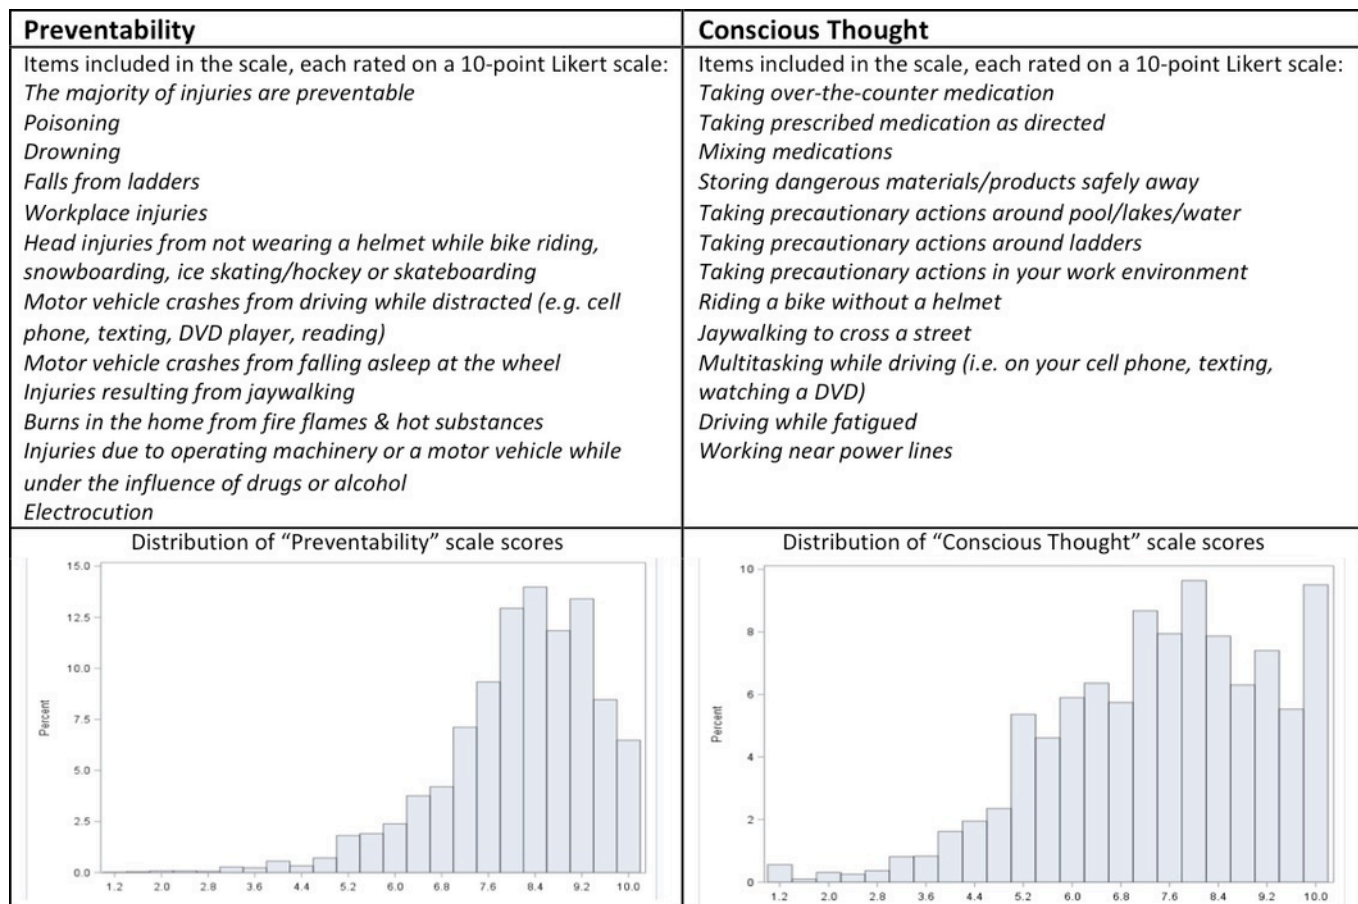 Preventability
Items included in the scale, each rated on a 10-point Likert scale:
The majority of injuries are preventable
Poisoning
Drowning
Falls from ladders
Workplace injuries
Head injuries from not wearing a helmet while bike riding,
snowboarding, ice skating/hockey or skateboarding
Motor vehicle crashes from driving while distracted (e.g. cell
phone, texting, DVD player, reading)
Motor vehicle crashes from falling asleep at the wheel
Injuries resulting from jaywalking
Burns in the home from fire flames & hot substances
Injuries due to operating machinery or a motor vehicle while
under the influence of drugs or alcohol
Electrocution
Conscious Thought
Items included in the scale, each rated on a 10-point Likert scale:
Taking over-the-counter medication
Taking prescribed medication as directed
Mixing medications
Storing dangerous materials/products safely away
Taking precautionary actions around pool/lakes/water
Taking precautionary actions around ladders
Taking precautionary actions in your work environment
Riding a bike without a helmet
Jaywalking to cross a street
Multitasking while driving (i.e. on your cell phone, texting,
watching a DVD)
Driving while fatigued
Working near power lines
Distribution of “Preventability” scale scores
15.0
12.5
10.0
7.5
5.0
2.5
0.0
Percent
1.2 2.0 2.8 3.6 4.4 5.2 6.0 6.8 7.6 8.4 9.2 10.0
Distribution of “Conscious Thought” scale scores
10
8
6
4
2
0
Percent
1.2 2.0 2.8 3.6 4.4 5.2 6.0 6.8 7.6 8.4 9.2 10.0